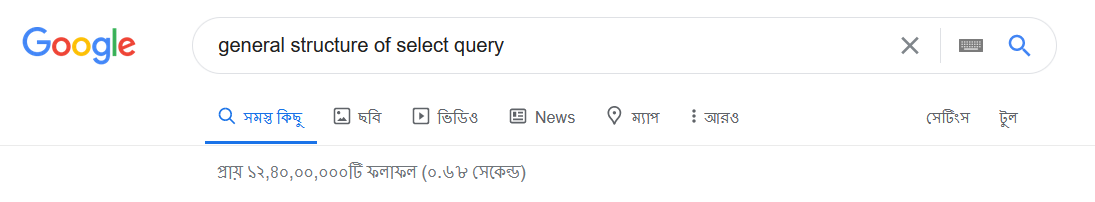 Google general structure of select query
সমস্ত কিছু ছবি ভিডিও News ম্যাপ আরও সেটিংস টুল
প্রায় ১২,৪০,০০,০০০টি ফলাফল (০.৬৮ সেকেন্ড)